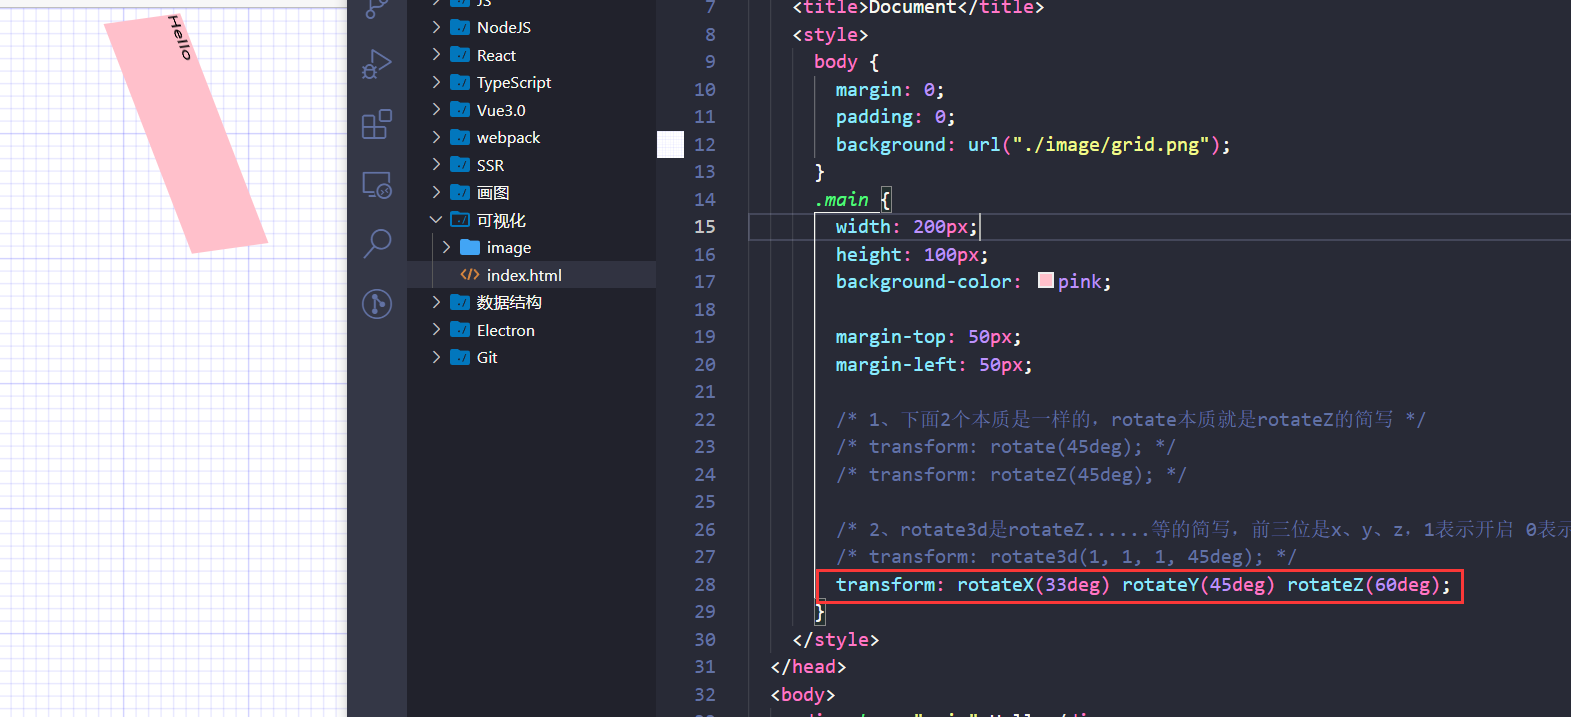 Hello
JS
NodeJS
React
TypeScript
Vue3.0
webpack
SSR
画图
可视化
image
index.html
数据结构
Electron
Git
7 <title>Document</title>
8 <style>
9 body {
10 margin: 0;
11 padding: 0;
12 background: url("./image/grid.png");
13 }
14 .main {
15 width: 200px;
16 height: 100px;
17 background-color: pink;
18
19 margin-top: 50px;
20 margin-left: 50px;
21
22 /* 1、下面2个本质是一样的，rotate本质就是rotateZ的简写 */
23 /* transform: rotate(45deg); */
24 /* transform: rotateZ(45deg); */
25
26 /* 2、rotate3d是rotateZ......等的简写，前三位是x、y、z，1表示开启 0表示
27 /* transform: rotate3d(1, 1, 1, 45deg); */
28 transform: rotateX(33deg) rotateY(45deg) rotateZ(60deg);
29 }
30 </style>
31 </head>
32 <body>